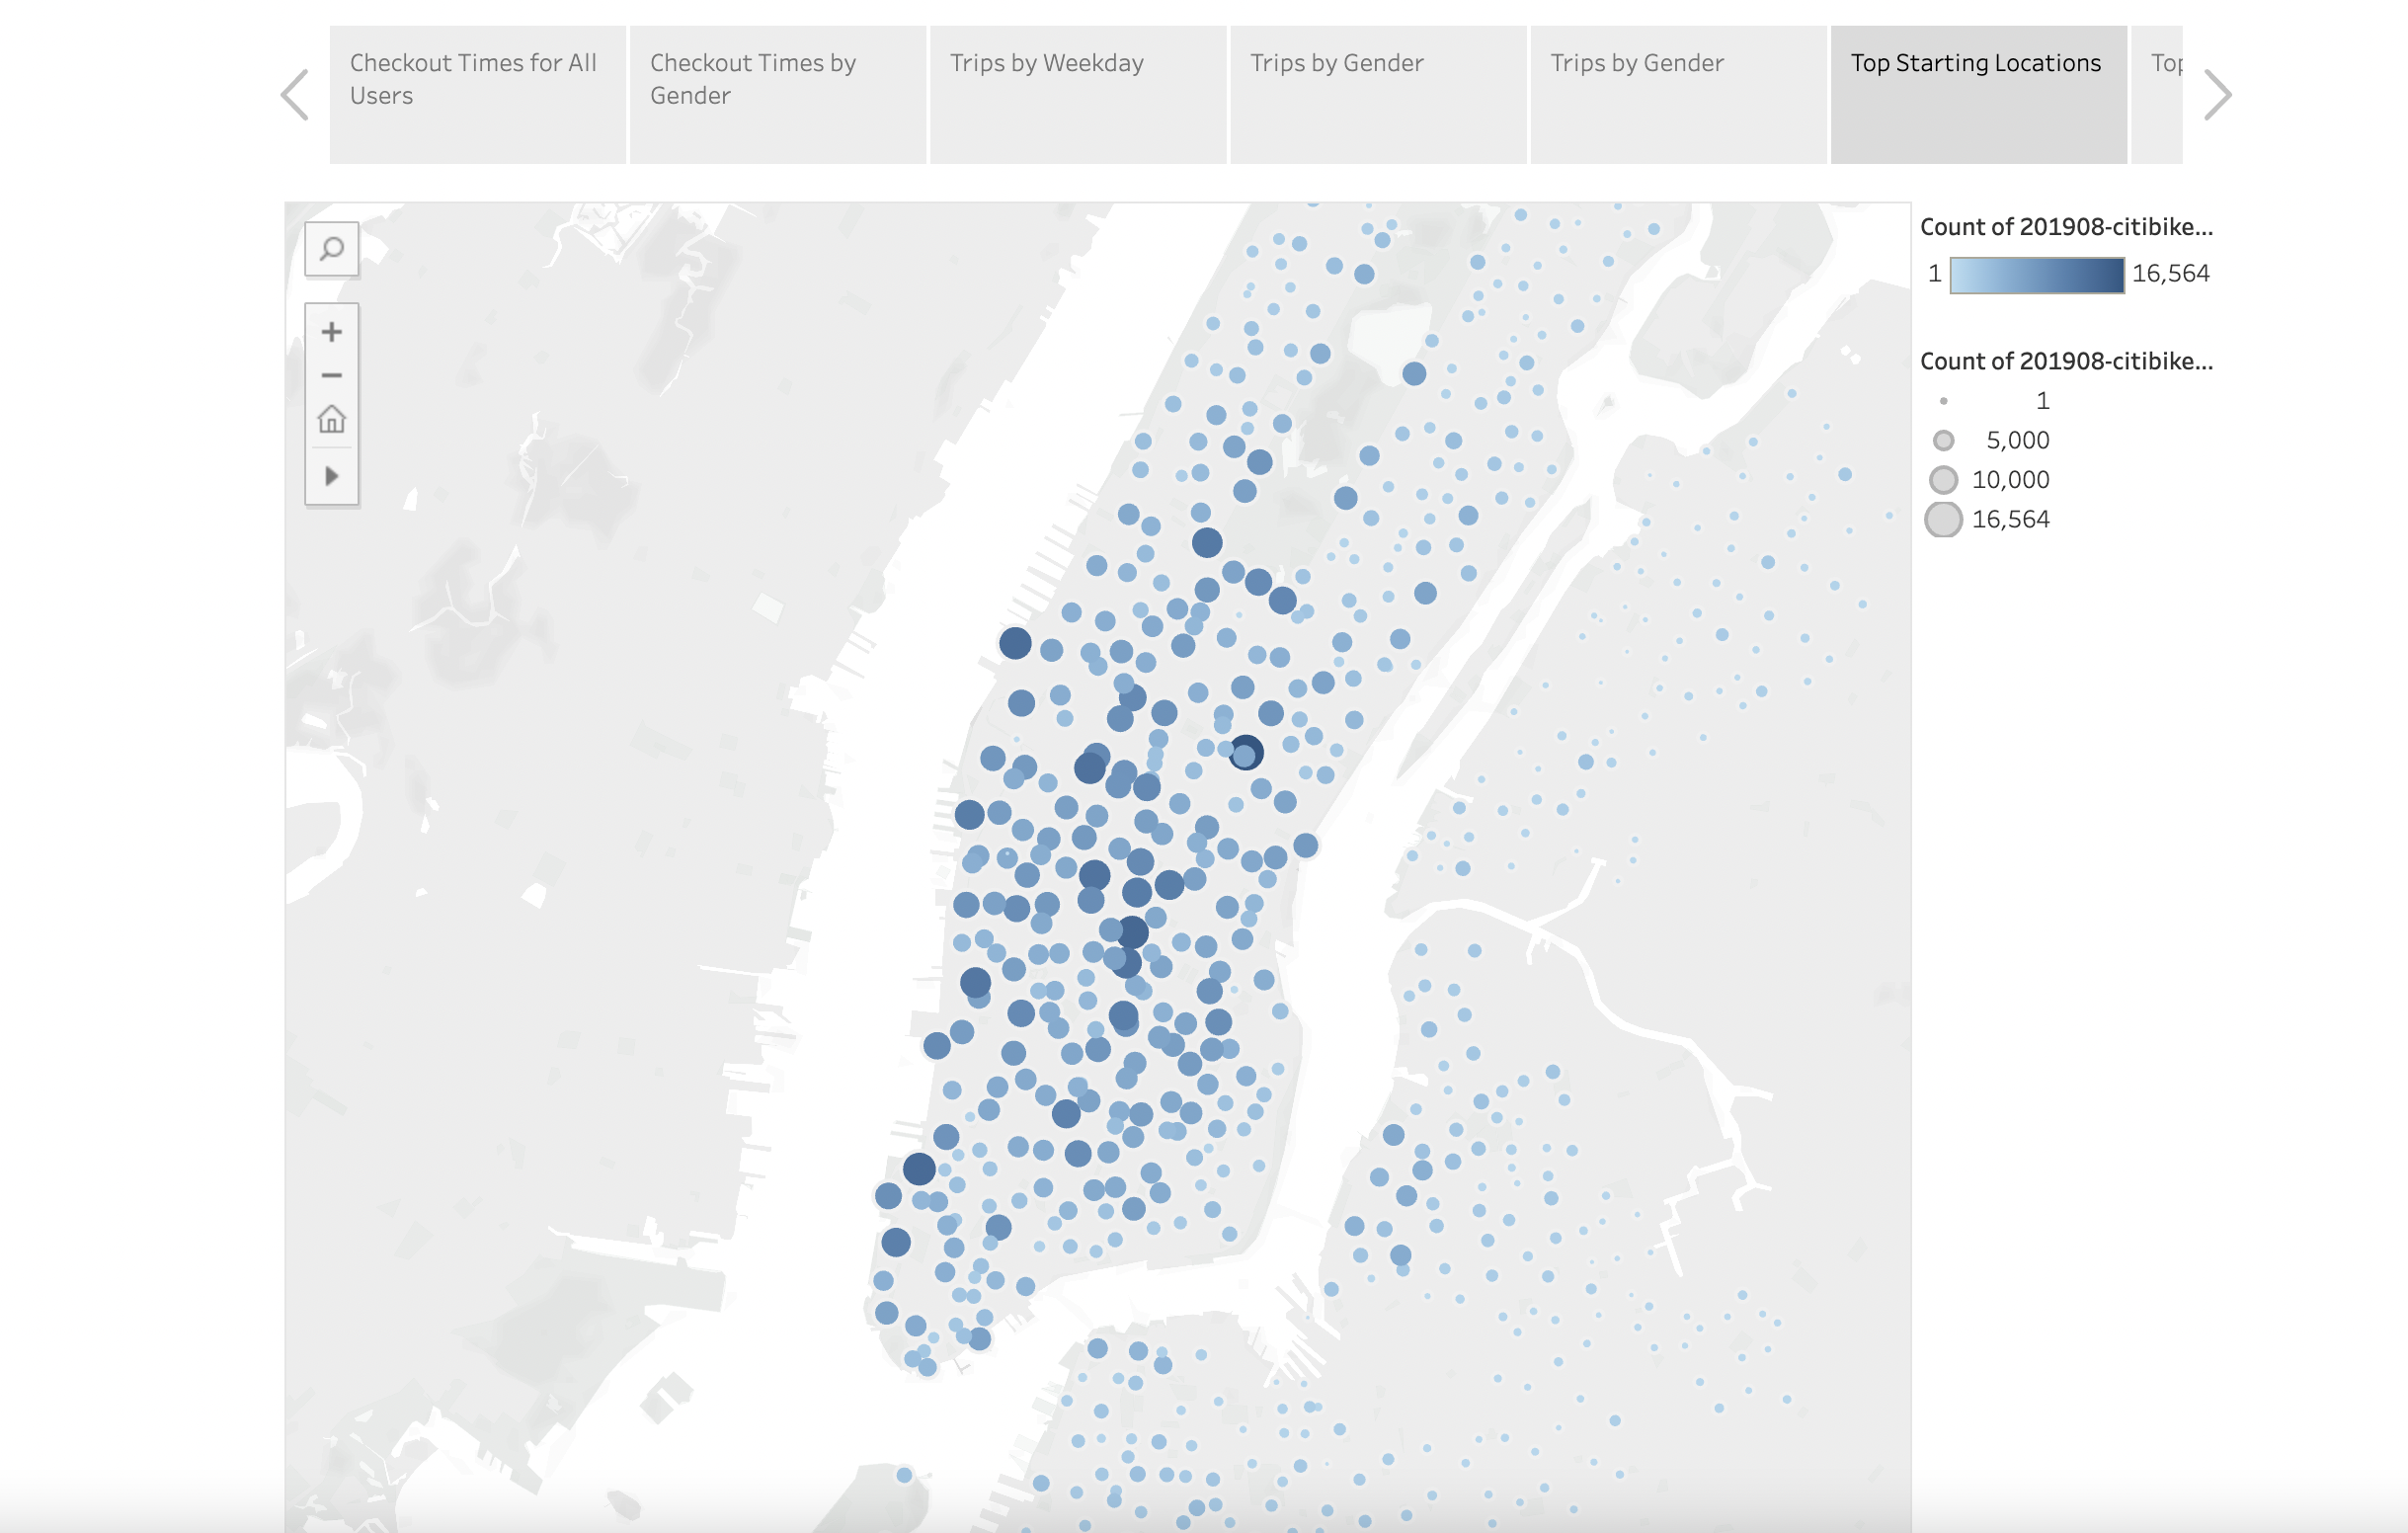 Checkout Times for All
Users
Checkout Times by
Gender
Trips by Weekday
Trips by Gender
Trips by Gender
Top Starting Locations
Top
Count of 201908-citibike...
1 16,564
Count of 201908-citibike...
1
5,000
10,000
16,564